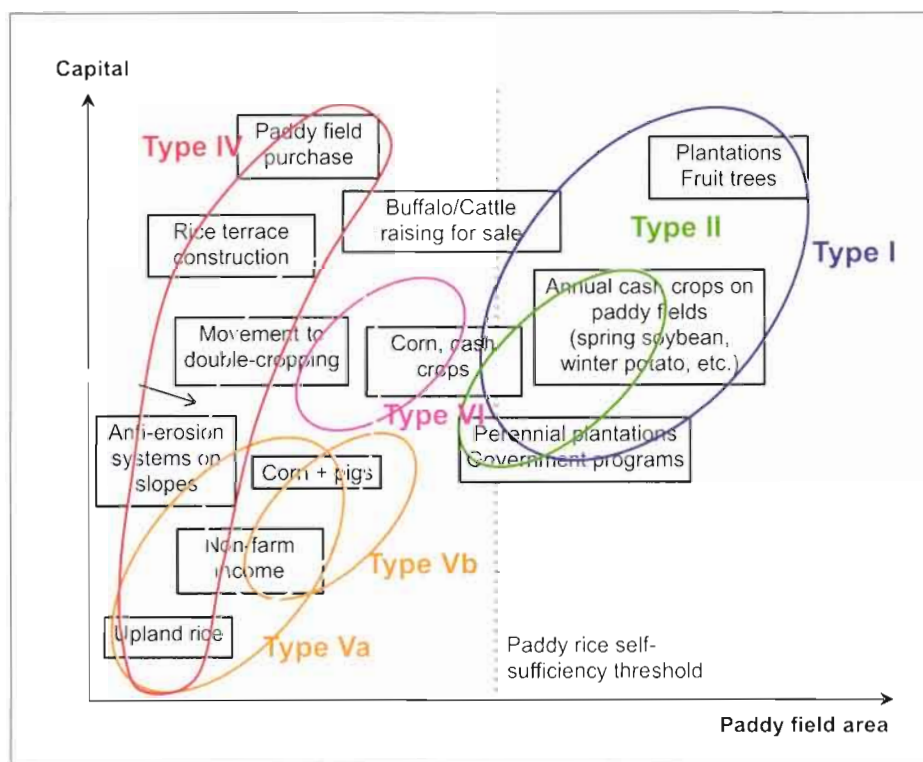 Capital
Type IV
Paddy field
purchase
Plantations
Fruit trees
Buffalo/Cattle
raising for sale
Rice terrace
construction
Type II
Type I
Annual cash crops on
paddy fields
(spring soybean,
winter potato, etc.)
Movement to
double-cropping
Corn, cash
crops
Type VI
Anti-erosion
systems on
slopes
Perennial plantations
Government programs
Corn + pigs
Non-farm
income
Type Vb
Upland rice
Type Va
Paddy rice self-
sufficiency threshold
Paddy field area